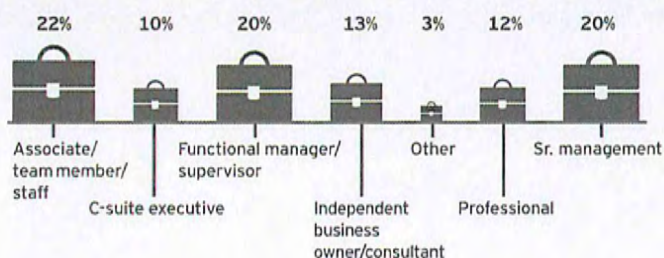 22% 10% 20% 13% 3% 12% 20%
Associate/
team member/
staff
C-suite executive
Functional manager/
supervisor
Independent
business
owner/consultant
Other
Professional
Sr. management